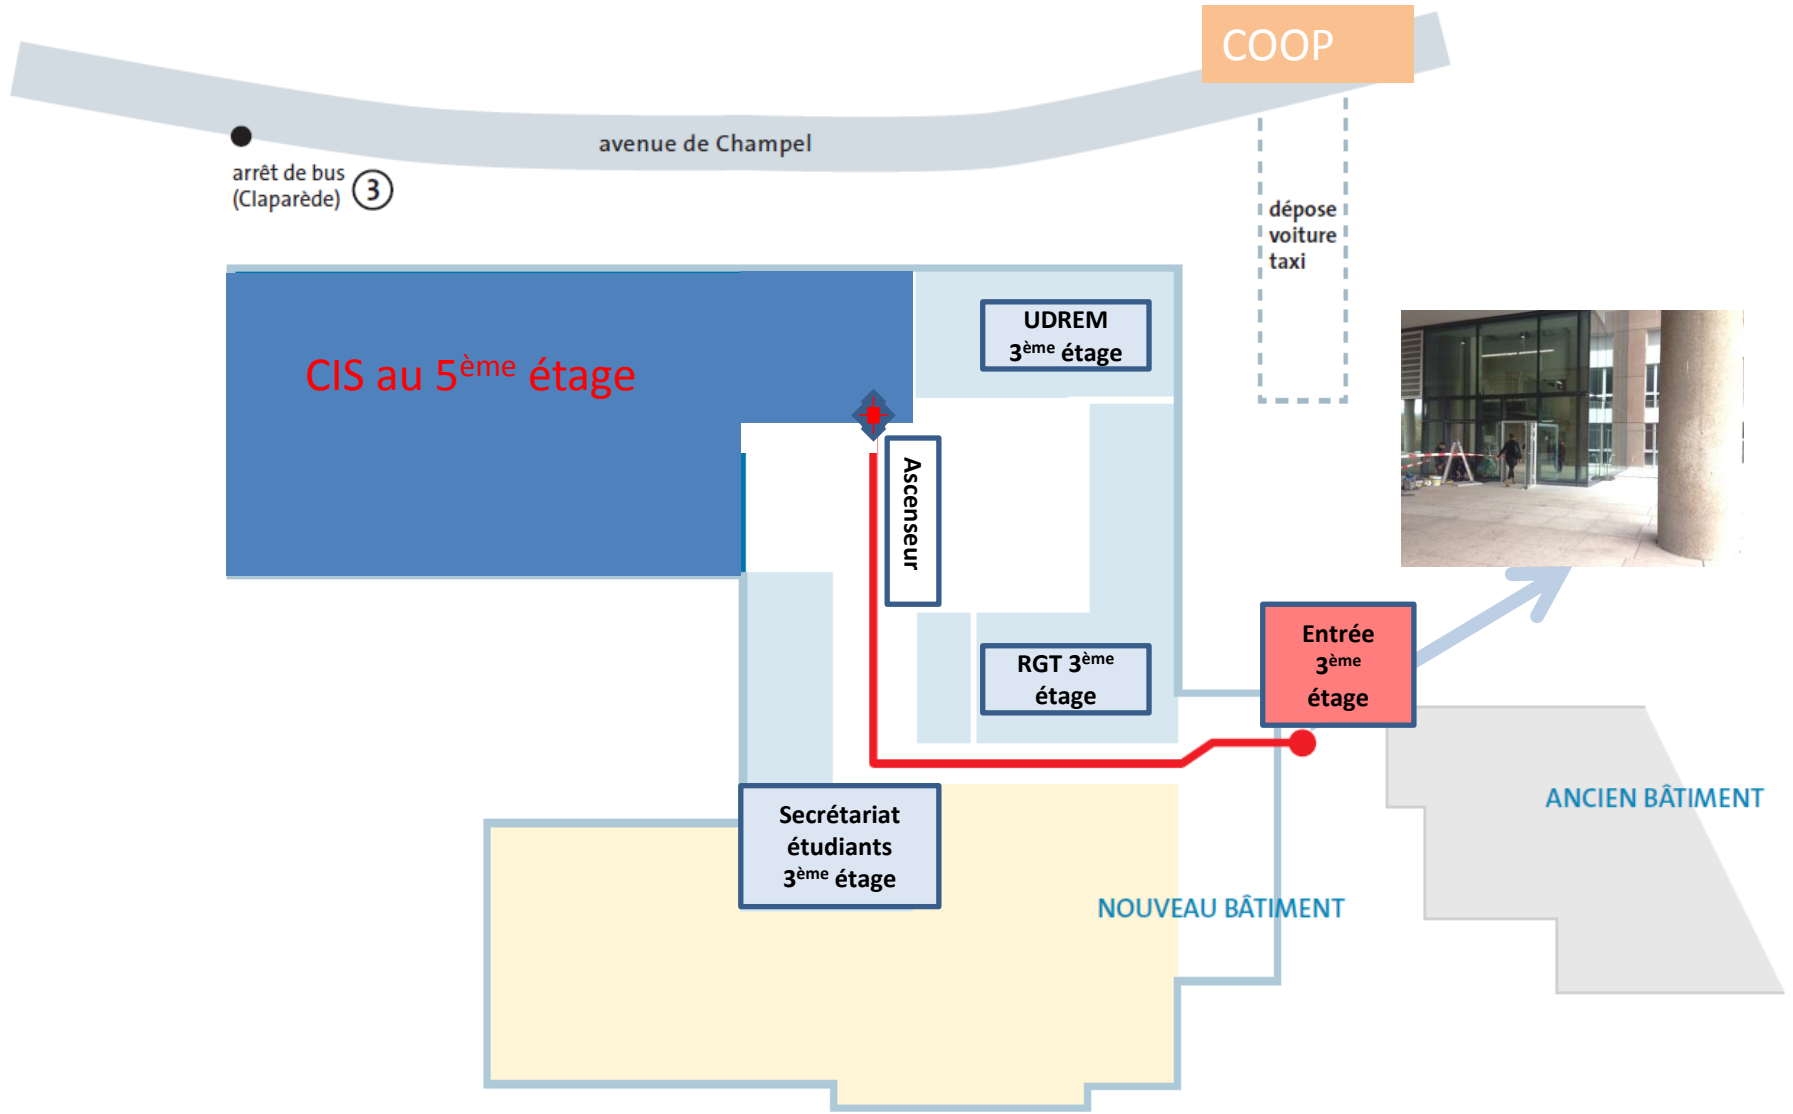 COOP
avenue de Champel
arrêt de bus
(Claparède) 3
dépose
voiture
taxi
UDREM
3ème étage
CIS au 5ème étage
Ascenseur
Entrée
3ème
étage
RGT 3ème
étage
ANCIEN BÂTIMENT
Secrétariat
étudiants
3ème étage
NOUVEAU BÂTIMENT